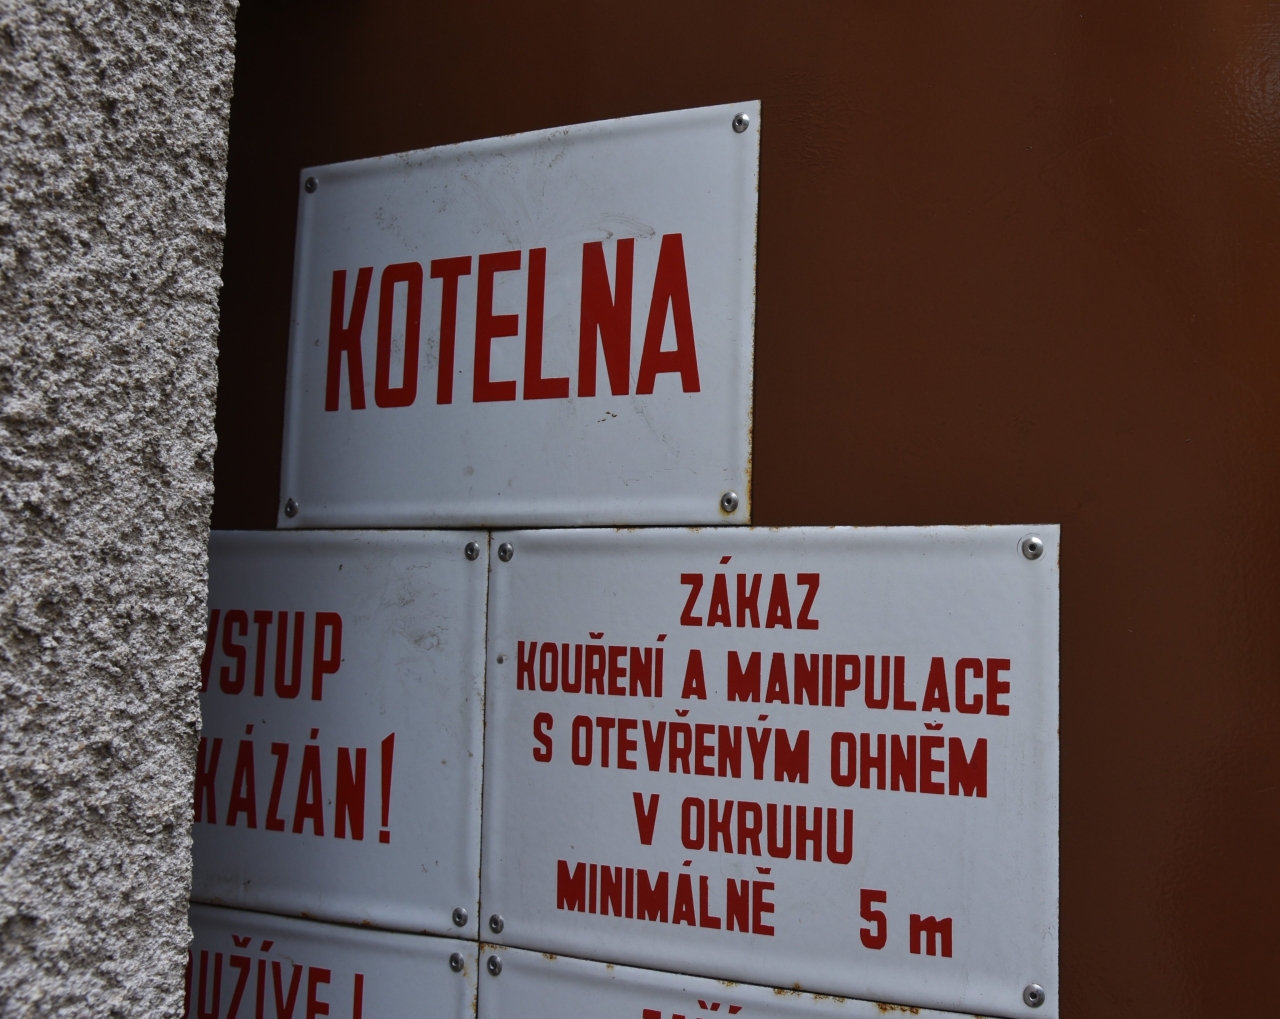 KOTELNA
VSTUP
KÁZÁN!
ZÁKAZ
KOUŘENÍ A MANIPULACE
S OTEVŘENÝM OHNĚM
V OKRUHU
MINIMÁLNĚ 5 m